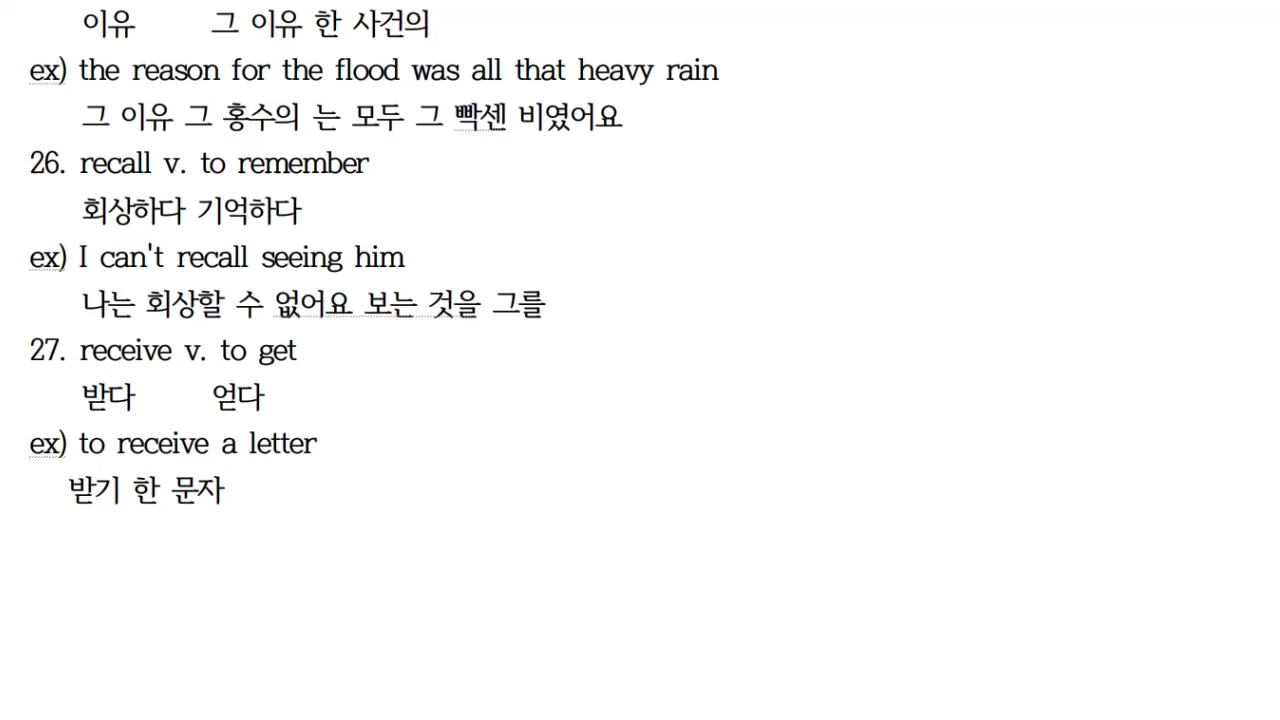 이유 그 이유 한 사건의
ex) the reason for the flood was all that heavy rain
그 이유 그 홍수의 는 모두 그 빡센 비였어요
26. recall v. to remember
회상하다 기억하다
ex) I can't recall seeing him
나는 회상할 수 없어요 보는 것을 그를
27. receive v. to get
받다 얻다
ex) to receive a letter
받기 한 문자